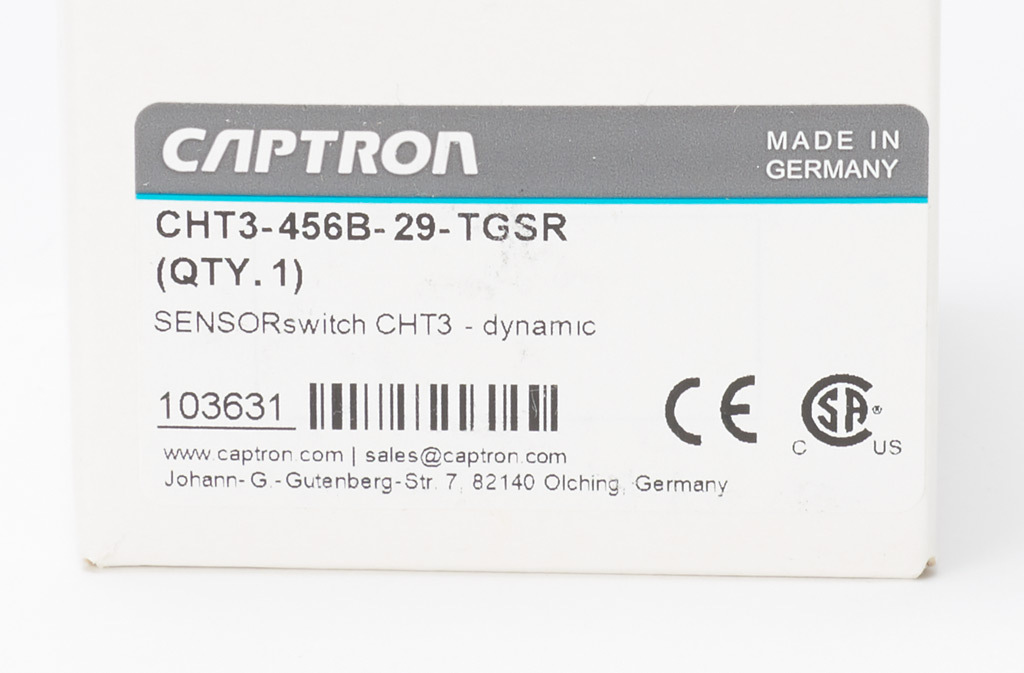 CAPTRON
MADE IN
GERMANY
CHT3-456B-29-TGSR
(QTY. 1)
SENSORswitch CHT3 - dynamic
103631
CE
CSA®
C US
www.captron.com | sales@captron.com
Johann-G.-Gutenberg-Str. 7, 82140 Olching, Germany